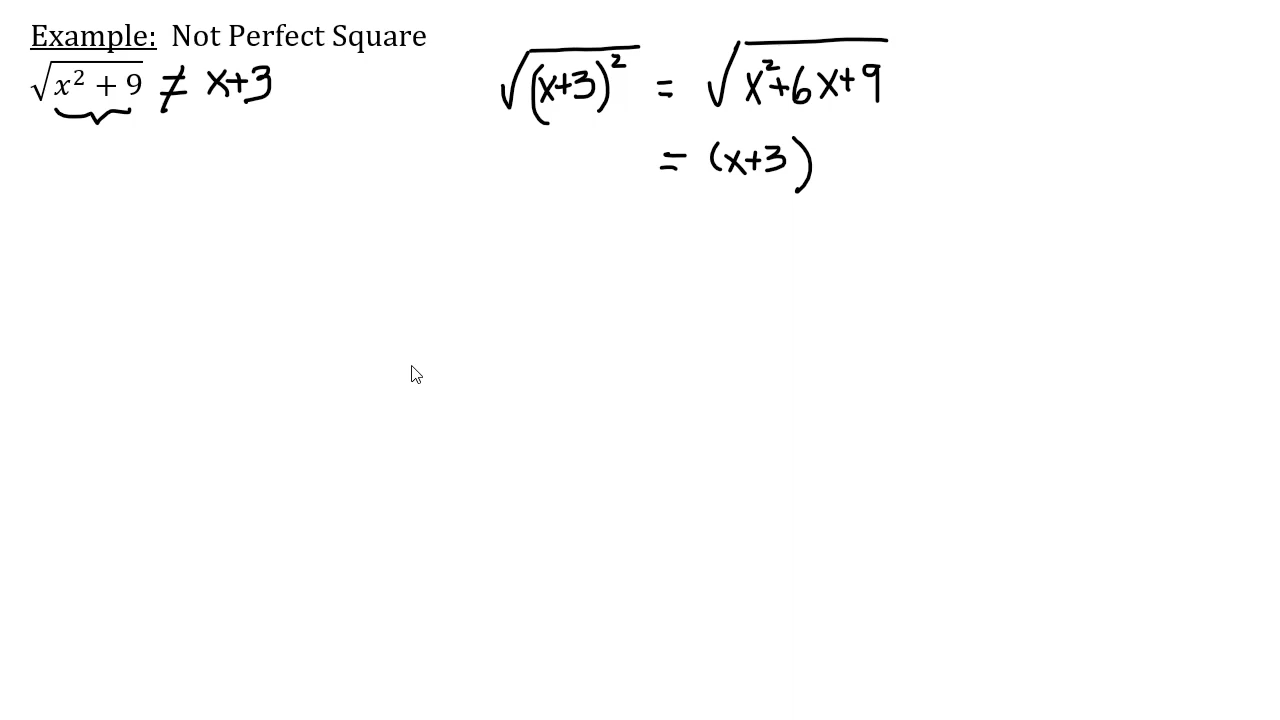 Example: Not Perfect Square
√(x² + 9) ≠ x+3
√(x+3)² = √x²+6x+9
= (x+3)